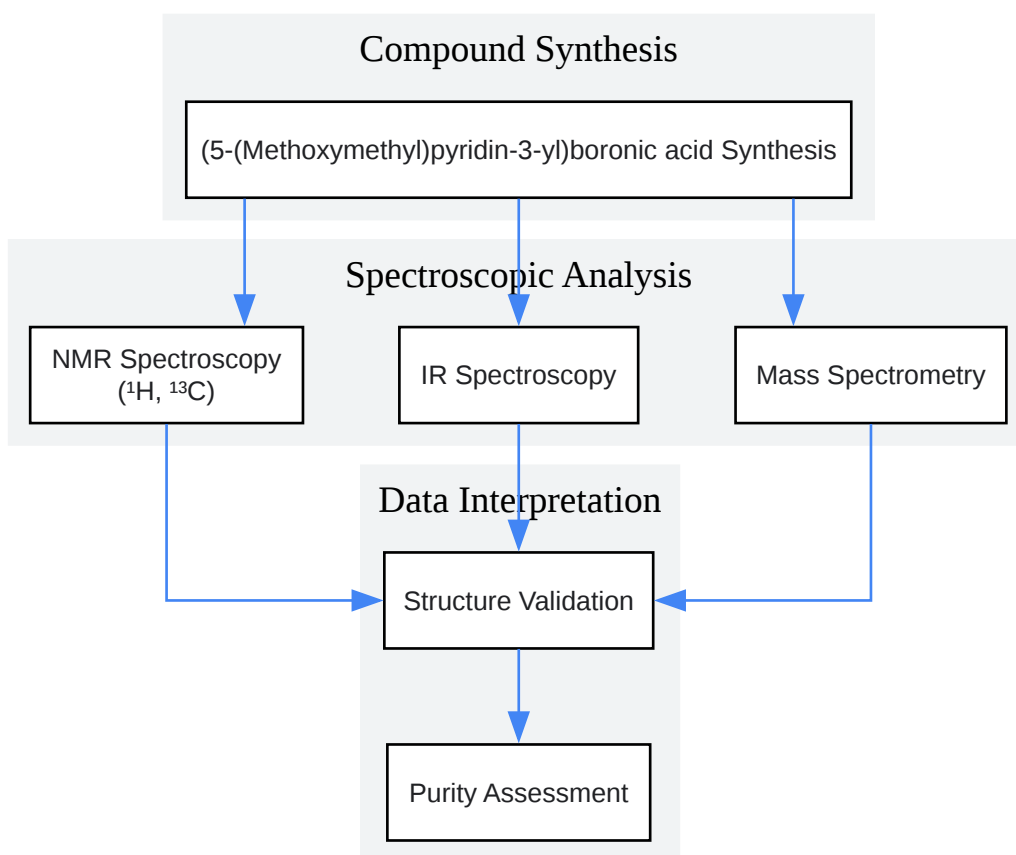 Compound Synthesis
(5-(Methoxymethyl)pyridin-3-yl)boronic acid Synthesis
Spectroscopic Analysis
NMR Spectroscopy
(¹H, ¹³C)
IR Spectroscopy
Mass Spectrometry
Data Interpretation
Structure Validation
Purity Assessment